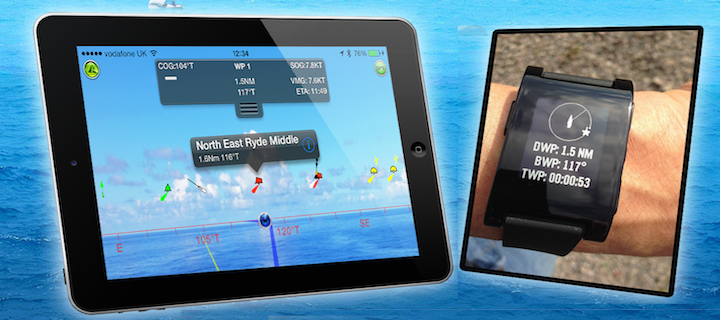 ●●●●● vodafone UK
12:34
76%
COG:104°T
WP 1
SOG:7.8KT
1.5NM
VMG: 7.6KT
117°T
ETA: 11:49
North East Ryde Middle
1.6Nm 116°T
E
105°T
120°T
SE
DWP: 1.5 NM
BWP: 117°
TWP: 00:00:53